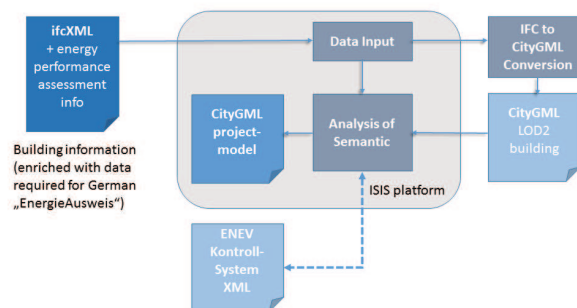 ifcXML
+ energy
performance
assessment
info
Data Input
IFC to
CityGML
Conversion
CityGML
project-
model
Analysis of
Semantic
CityGML
LOD2
building
Building information
(enriched with data
required for German
„EnergieAusweis“)
ISIS platform
ENEV
Kontroll-
System
XML